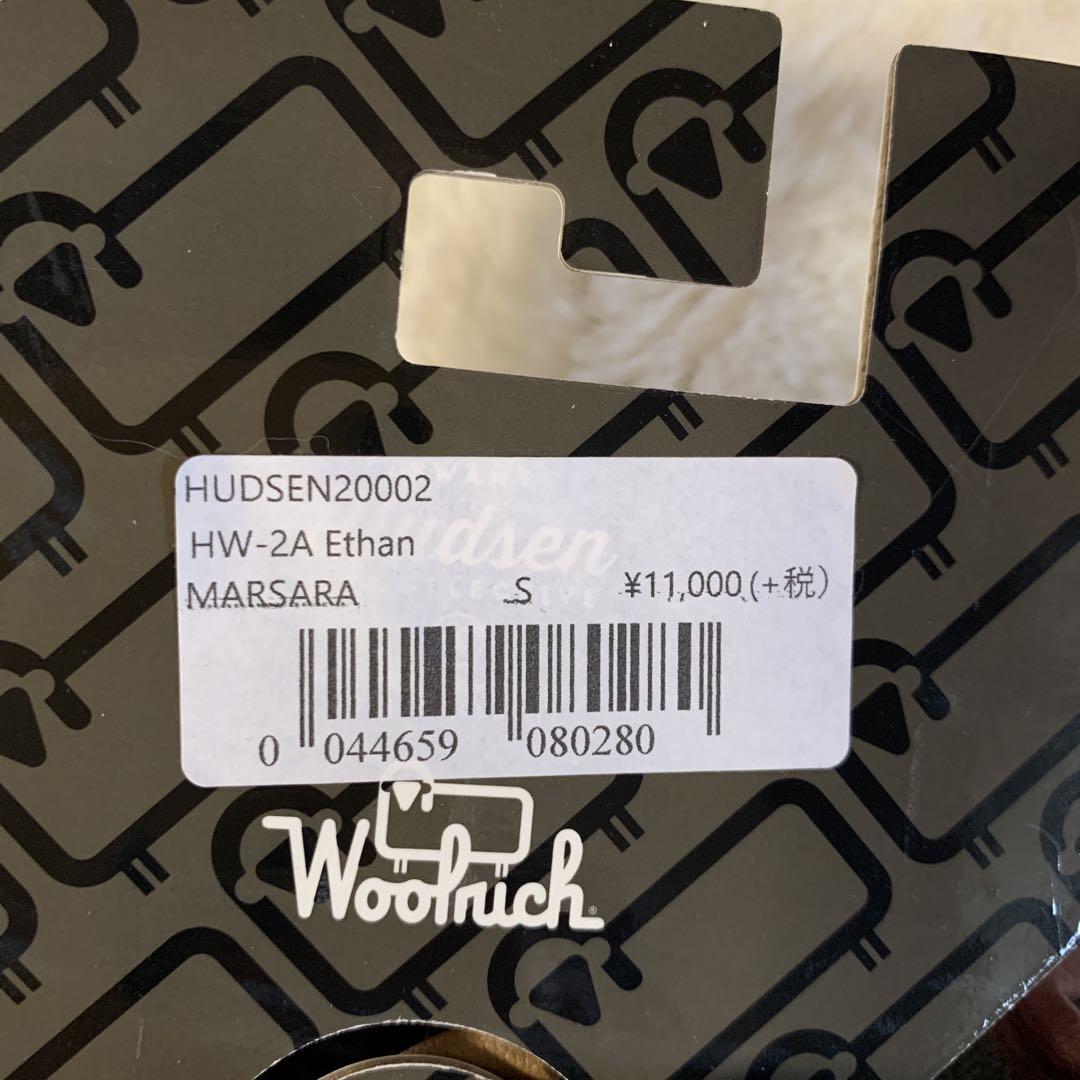 HUDSEN20002
HW-2A Ethan
MARSARA S ¥11,000(+税)
0 044659 080280
Woolrich